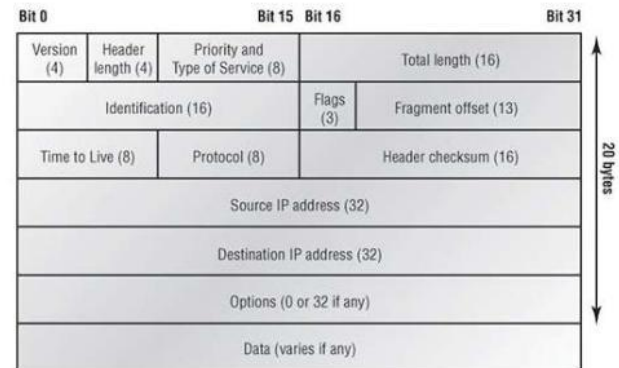 Bit 0 Bit 15 Bit 16 Bit 31
Version Header Priority and Total length (16)
(4) length (4) Type of Service (8)
Identification (16) Flags Fragment offset (13)
(3)
Time to Live (8) Protocol (8) Header checksum (16)
Source IP address (32)
Destination IP address (32)
Options (0 or 32 if any)
Data (varies if any)
20 bytes